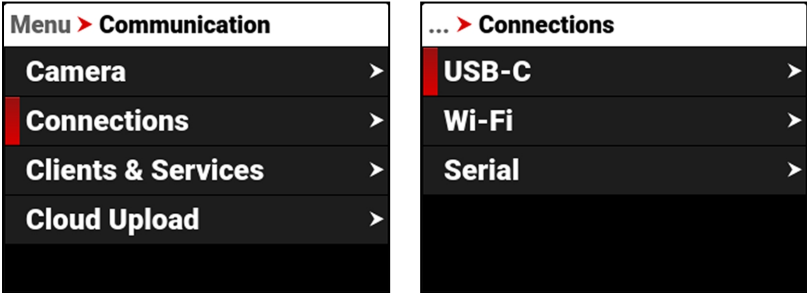 Menu ➤ Communication
Camera ➤
Connections ➤
Clients & Services ➤
Cloud Upload ➤
... ➤ Connections
USB-C ➤
Wi-Fi ➤
Serial ➤